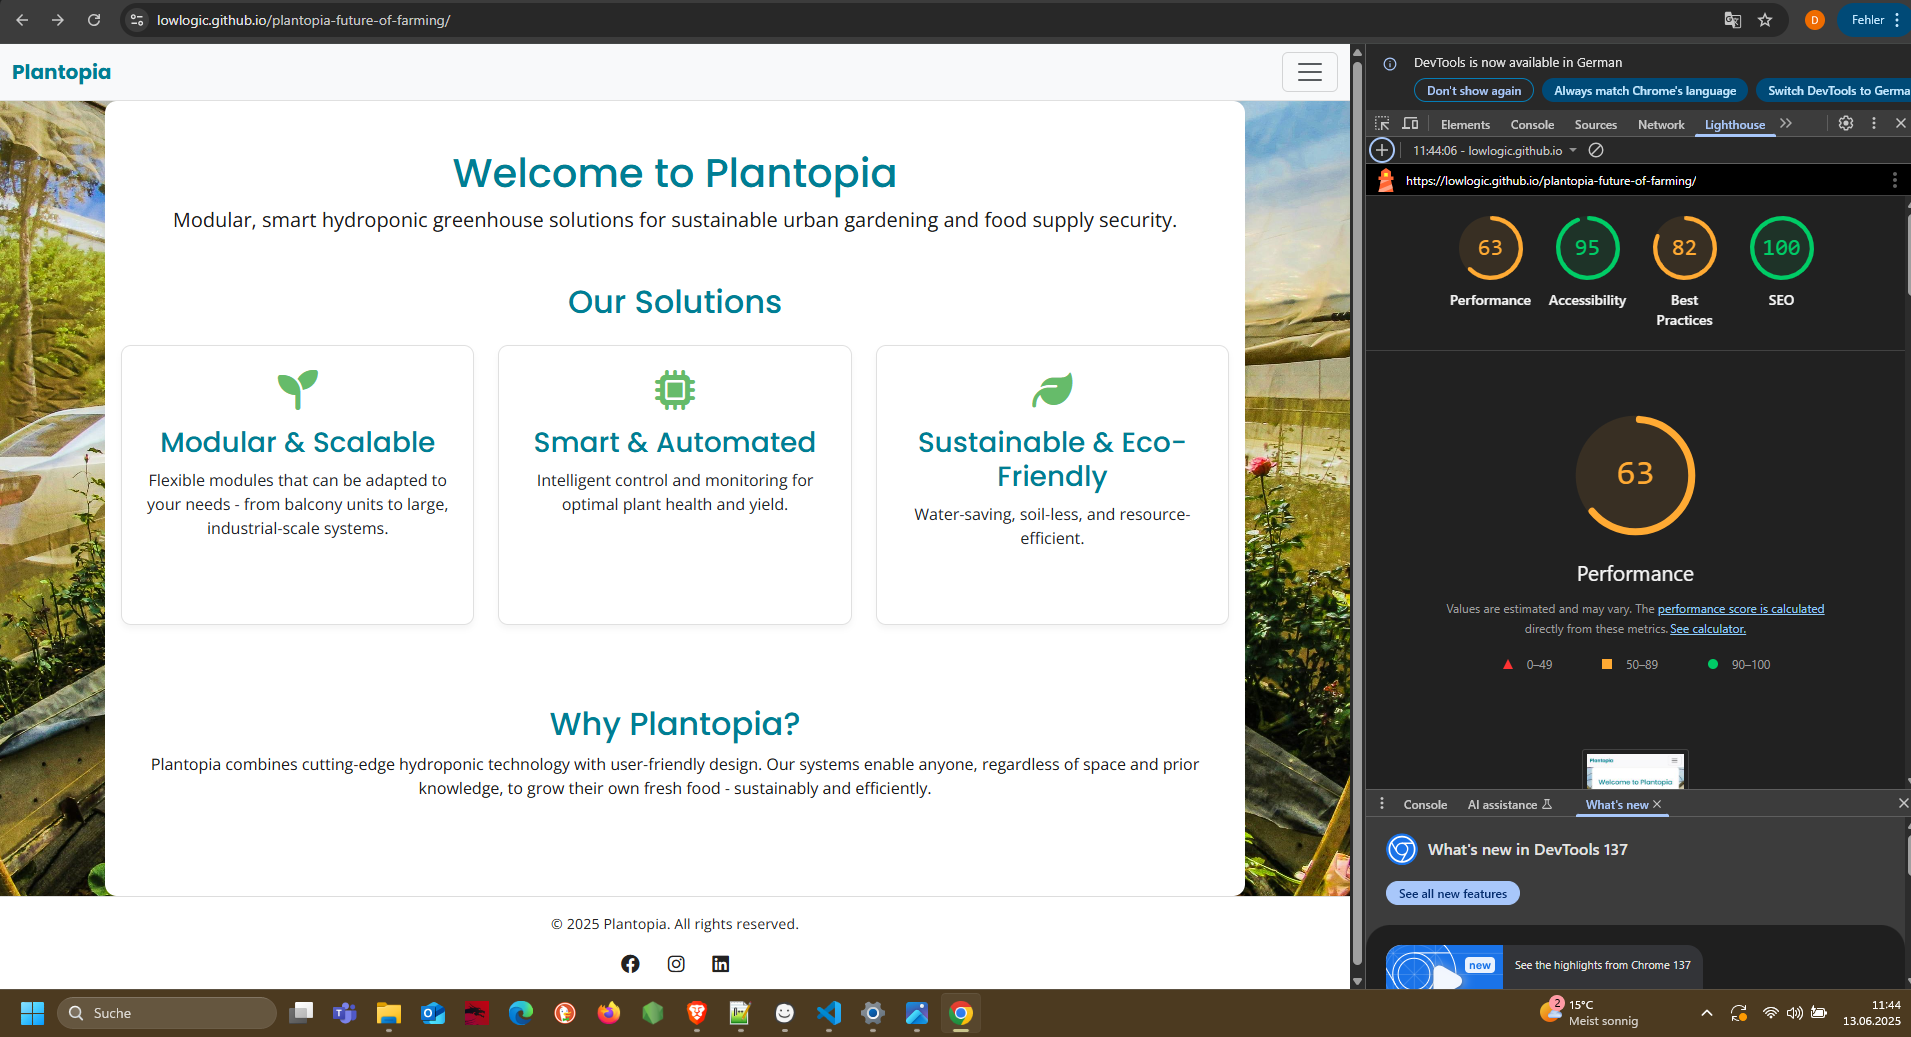 lowlogic.github.io/plantopia-future-of-farming/
D
Fehler
Plantopia
Welcome to Plantopia
Modular, smart hydroponic greenhouse solutions for sustainable urban gardening and food supply security.
Our Solutions
Modular & Scalable
Flexible modules that can be adapted to
your needs - from balcony units to large,
industrial-scale systems.
Smart & Automated
Intelligent control and monitoring for
optimal plant health and yield.
Sustainable & Eco-
Friendly
Water-saving, soil-less, and resource-
efficient.
Why Plantopia?
Plantopia combines cutting-edge hydroponic technology with user-friendly design. Our systems enable anyone, regardless of space and prior
knowledge, to grow their own fresh food - sustainably and efficiently.
© 2025 Plantopia. All rights reserved.
DevTools is now available in German
Don't show again
Always match Chrome's language
Switch DevTools to Germa
Elements
Console
Sources
Network
Lighthouse
11:44:06 - lowlogic.github.io
https://lowlogic.github.io/plantopia-future-of-farming/
63
95
82
100
Performance
Accessibility
Best
Practices
SEO
63
Performance
Values are estimated and may vary. The performance score is calculated
directly from these metrics. See calculator.
0–49
50–89
90–100
Plantopia
Welcome to Plantopia
Console
AI assistance
What's new
What's new in DevTools 137
See all new features
new
See the highlights from Chrome 137
Suche
2
15°C
Meist sonnig
11:44
13.06.2025